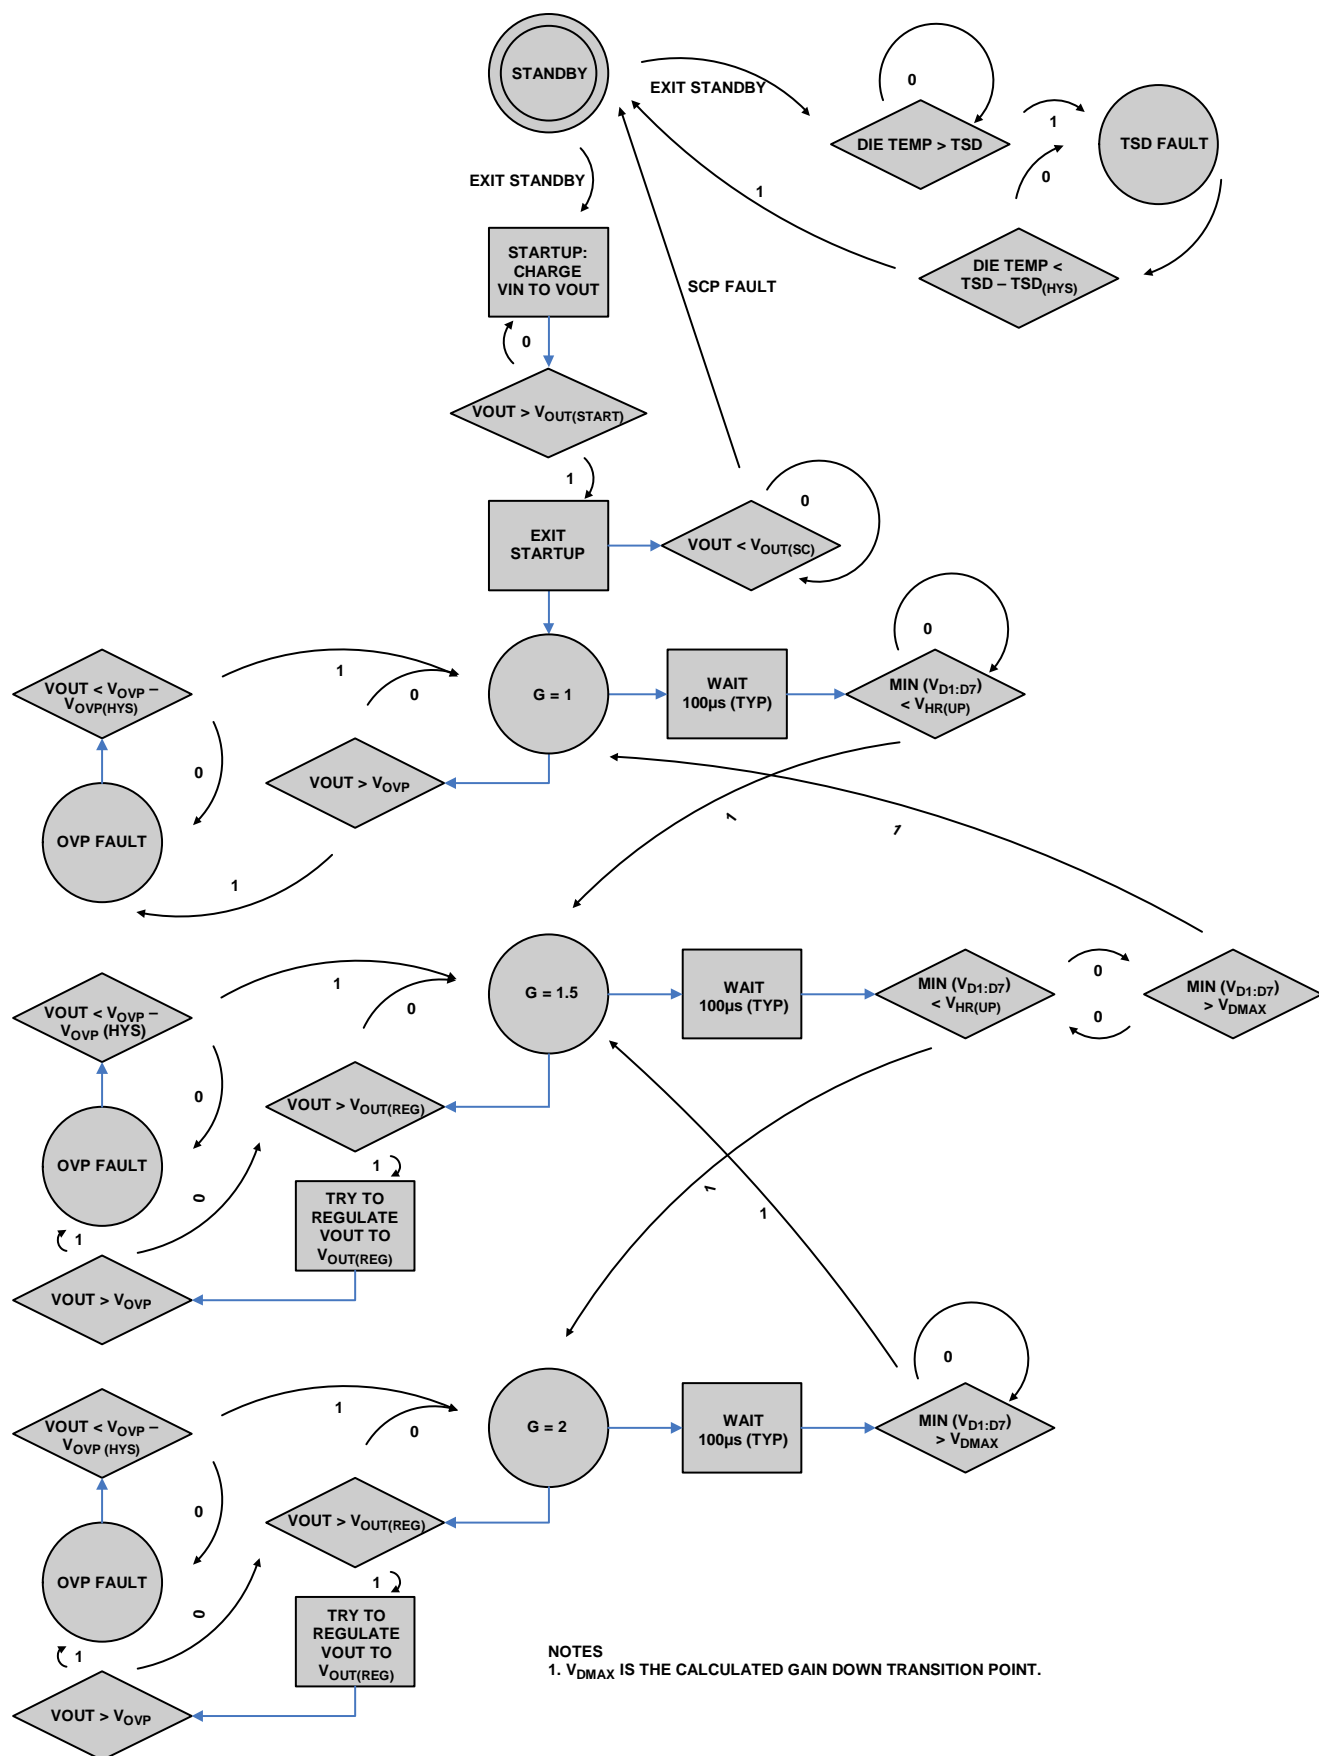 STANDBY
EXIT STANDBY
0
DIE TEMP > TSD
1
TSD FAULT
0
DIE TEMP <
TSD – TSD(HYS)
1
EXIT STANDBY
STARTUP:
CHARGE
VIN TO VOUT
0
SCP FAULT
VOUT > VOUT(START)
1
EXIT
STARTUP
VOUT < VOUT(SC)
0
VOUT < VOVP –
VOVP(HYS)
1
0
G = 1
WAIT
100µs (TYP)
MIN (VD1:D7)
< VHR(UP)
0
0
VOUT > VOVP
OVP FAULT
1
1
1
VOUT < VOVP –
VOVP (HYS)
1
0
G = 1.5
WAIT
100µs (TYP)
MIN (VD1:D7)
< VHR(UP)
0
0
MIN (VD1:D7)
> VDMAX
0
VOUT > VOUT(REG)
OVP FAULT
1
TRY TO
REGULATE
VOUT TO
VOUT(REG)
0
1
VOUT > VOVP
1
1
VOUT < VOVP –
VOVP (HYS)
1
0
G = 2
WAIT
100µs (TYP)
MIN (VD1:D7)
> VDMAX
0
0
VOUT > VOUT(REG)
OVP FAULT
1
TRY TO
REGULATE
VOUT TO
VOUT(REG)
0
1
VOUT > VOVP
NOTES
1. VDMAX IS THE CALCULATED GAIN DOWN TRANSITION POINT.